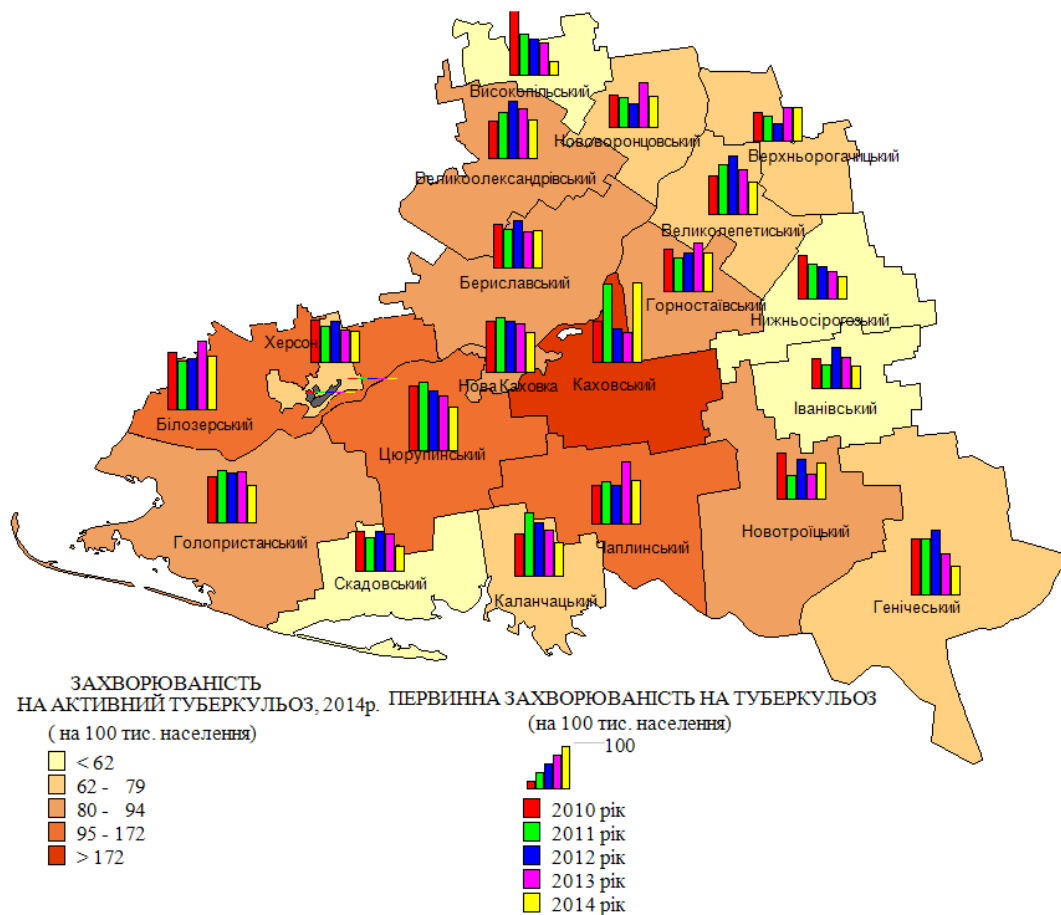 Високопільський
Нововоронцовський
Верхньорогачицький
Великоолександрівський
Великолепетиський
Бериславський
Горностаївський
Нижньосірогозький
Херсон
Нова Каховка
Каховський
Іванівський
Білозерський
Цюрупинський
Голопристанський
Чаплинський
Новотроїцький
Скадовський
Каланчацький
Генічеський
ЗАХВОРЮВАНІСТЬ
НА АКТИВНИЙ ТУБЕРКУЛЬОЗ, 2014р.
( на 100 тис. населення)
< 62
62 - 79
80 - 94
95 - 172
> 172
ПЕРВИННА ЗАХВОРЮВАНІСТЬ НА ТУБЕРКУЛЬОЗ
(на 100 тис. населення)
100
2010 рік
2011 рік
2012 рік
2013 рік
2014 рік